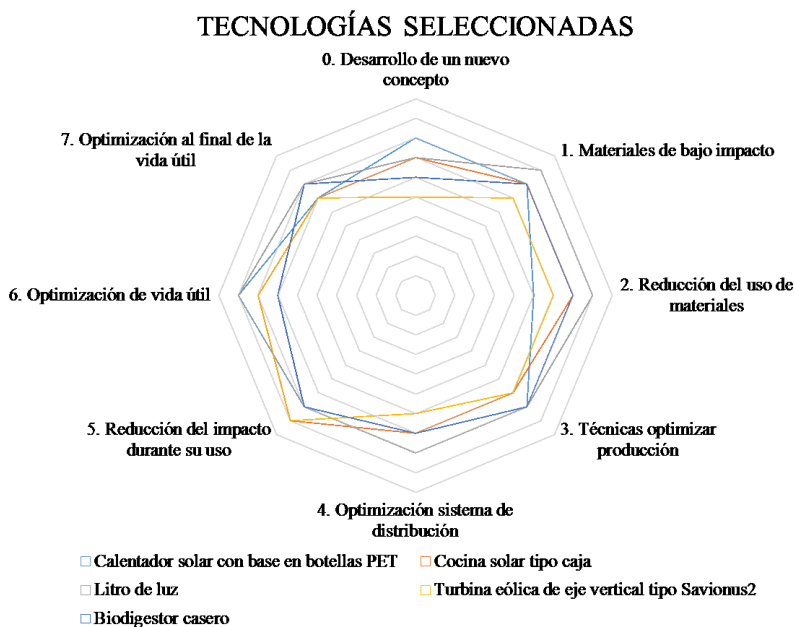 TECNOLOGÍAS SELECCIONADAS
0. Desarrollo de un nuevo
concepto
1. Materiales de bajo impacto
2. Reducción del uso de
materiales
3. Técnicas optimizar
producción
4. Optimización sistema de
distribución
5. Reducción del impacto
durante su uso
6. Optimización de vida útil
7. Optimización al final de la
vida útil
Calentador solar con base en botellas PET
Cocina solar tipo caja
Litro de luz
Turbina eólica de eje vertical tipo Savionus2
Biodigestor casero